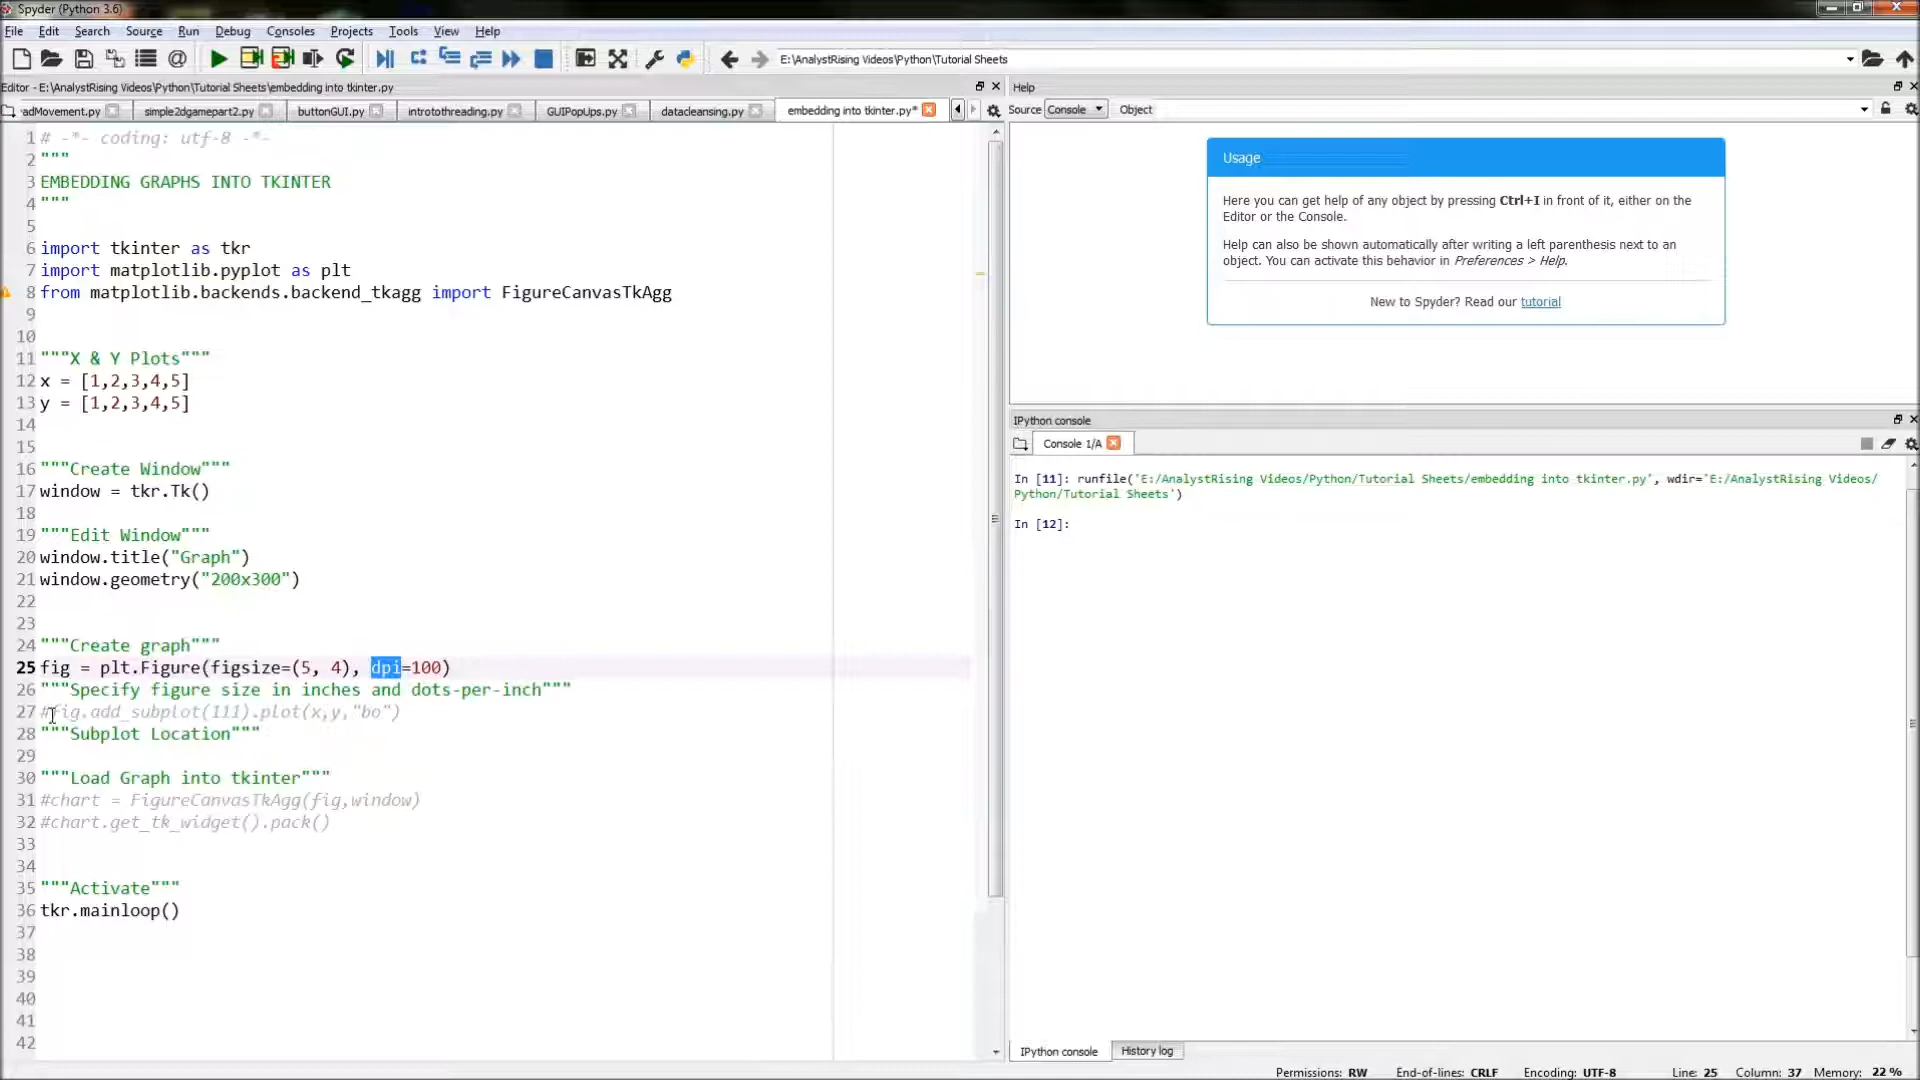 Spyder (Python 3.6)
File Edit Search Source Run Debug Consoles Projects Tools View Help
E:\AnalystRising Videos\Python\Tutorial Sheets
Editor - E:\AnalystRising Videos\Python\Tutorial Sheets\embedding into tkinter.py
adMovement.py simple2dgamepart2.py buttonGUI.py introtothreading.py GUIPopUps.py datacleansing.py embedding into tkinter.py*
1 # -*- coding: utf-8 -*-
2 """
3 EMBEDDING GRAPHS INTO TKINTER
4 """
5
6 import tkinter as tkr
7 import matplotlib.pyplot as plt
8 from matplotlib.backends.backend_tkagg import FigureCanvasTkAgg
9
10
11 """X & Y Plots"""
12 x = [1,2,3,4,5]
13 y = [1,2,3,4,5]
14
15
16 """Create Window"""
17 window = tkr.Tk()
18
19 """Edit Window"""
20 window.title("Graph")
21 window.geometry("200x300")
22
23
24 """Create graph"""
25 fig = plt.Figure(figsize=(5, 4), dpi=100)
26 """Specify figure size in inches and dots-per-inch"""
27 #fig.add_subplot(111).plot(x,y,"bo")
28 """Subplot Location"""
29
30 """Load Graph into tkinter"""
31 #chart = FigureCanvasTkAgg(fig,window)
32 #chart.get_tk_widget().pack()
33
34
35 """Activate"""
36 tkr.mainloop()
37
38
39
40
41
42
Help
Source Console Object
Usage
Here you can get help of any object by pressing Ctrl+I in front of it, either on the
Editor or the Console.
Help can also be shown automatically after writing a left parenthesis next to an
object. You can activate this behavior in Preferences > Help.
New to Spyder? Read our tutorial
IPython console
Console 1/A
In [11]: runfile('E:/AnalystRising Videos/Python/Tutorial Sheets/embedding into tkinter.py', wdir='E:/AnalystRising Videos/
Python/Tutorial Sheets')
In [12]:
IPython console History log
Permissions: RW End-of-lines: CRLF Encoding: UTF-8 Line: 25 Column: 37 Memory: 22 %